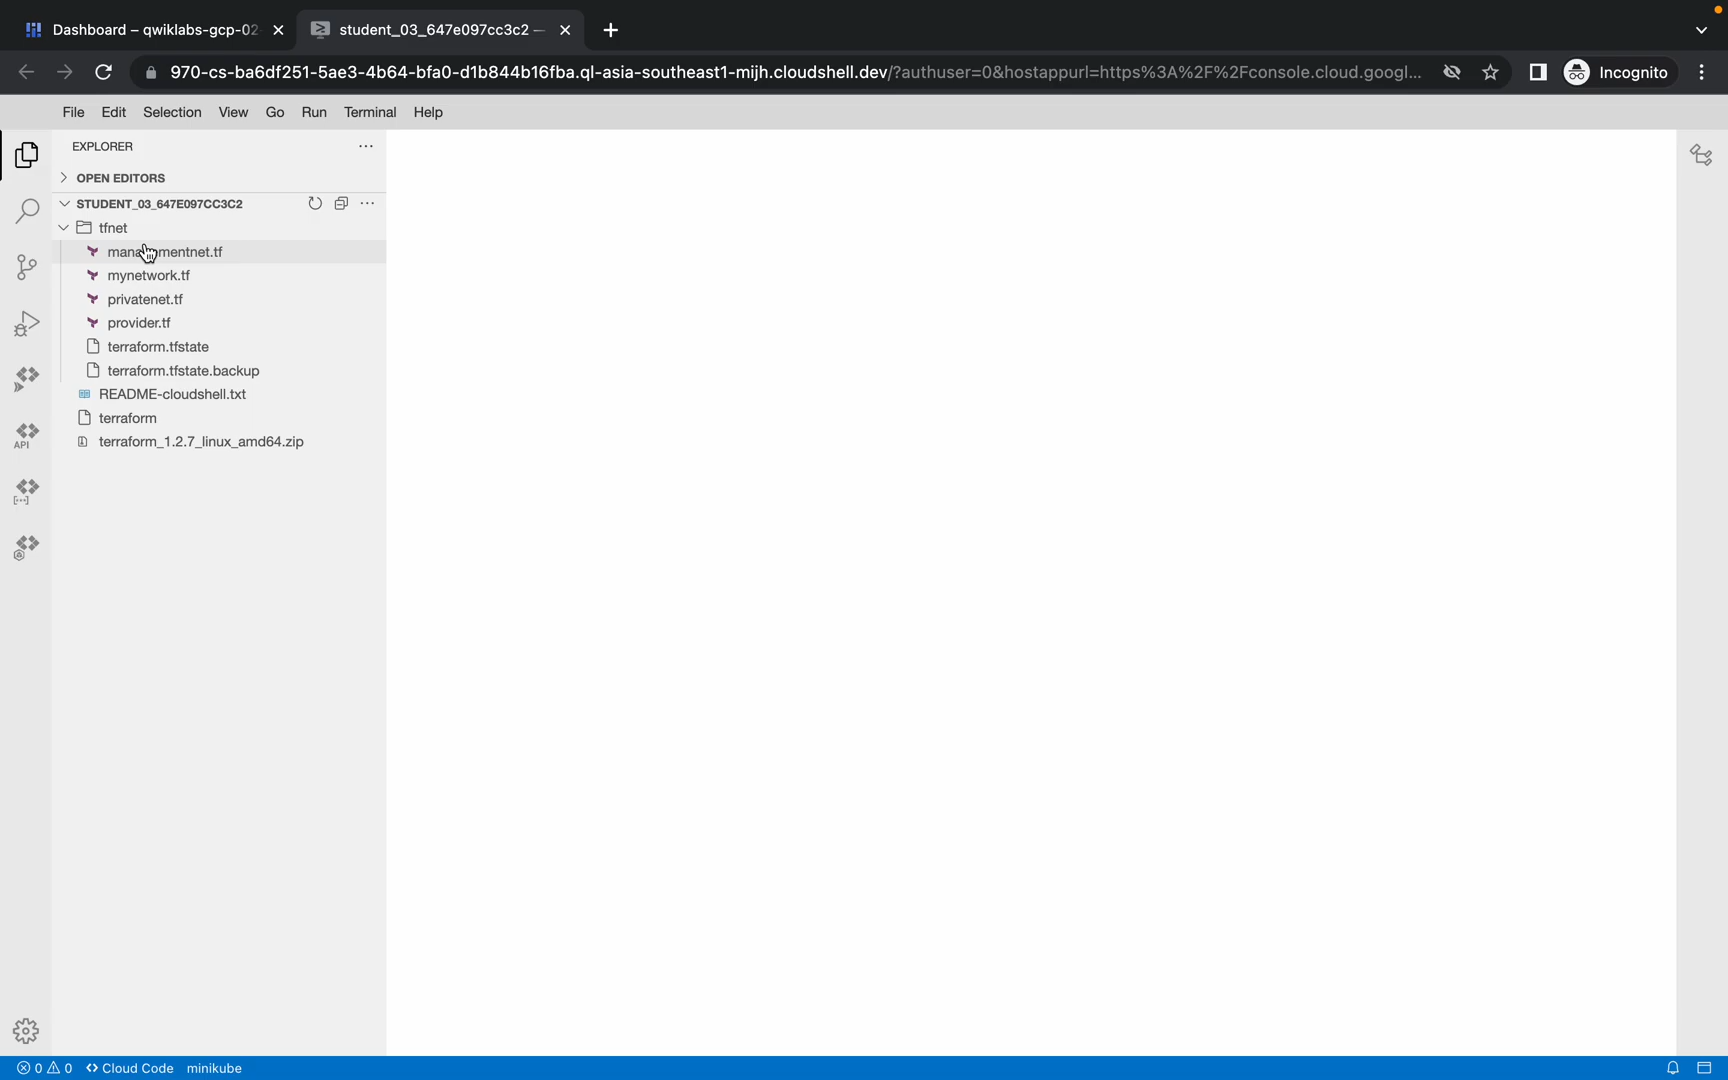 Dashboard – qwiklabs-gcp-02
student_03_647e097cc3c2 —
970-cs-ba6df251-5ae3-4b64-bfa0-d1b844b16fba.ql-asia-southeast1-mijh.cloudshell.dev/?authuser=0&hostappurl=https%3A%2F%2Fconsole.cloud.googl...
Incognito
File Edit Selection View Go Run Terminal Help
EXPLORER
OPEN EDITORS
STUDENT_03_647E097CC3C2
tfnet
mynetwork.tf
privatenet.tf
provider.tf
terraform.tfstate
terraform.tfstate.backup
README-cloudshell.txt
terraform
terraform_1.2.7_linux_amd64.zip
API
0 0 Cloud Code minikube